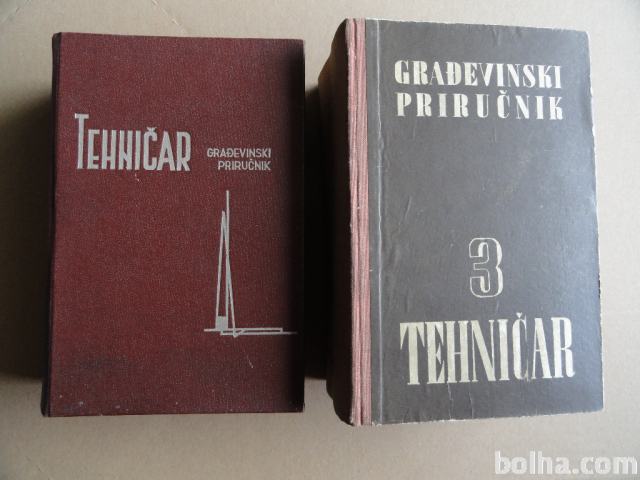 TEHNIČAR
GRAĐEVINSKI
PRIRUČNIK
GRAĐEVINSKI
PRIRUČNIK
3
TEHNIČAR
bolha.com